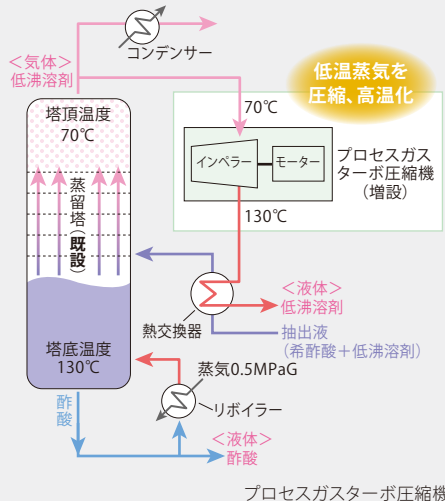 ＜気体＞
低沸溶剤
コンデンサー
低温蒸気を
圧縮、高温化
塔頂温度
70℃
70℃
インペラー
モーター
プロセスガス
ターボ圧縮機
（増設）
130℃
蒸留塔（既設）
＜液体＞
低沸溶剤
熱交換器
抽出液
（希酢酸＋低沸溶剤）
塔底温度
130℃
蒸気0.5MPaG
酢酸
リボイラー
＜液体＞
酢酸
プロセスガスターボ圧縮機